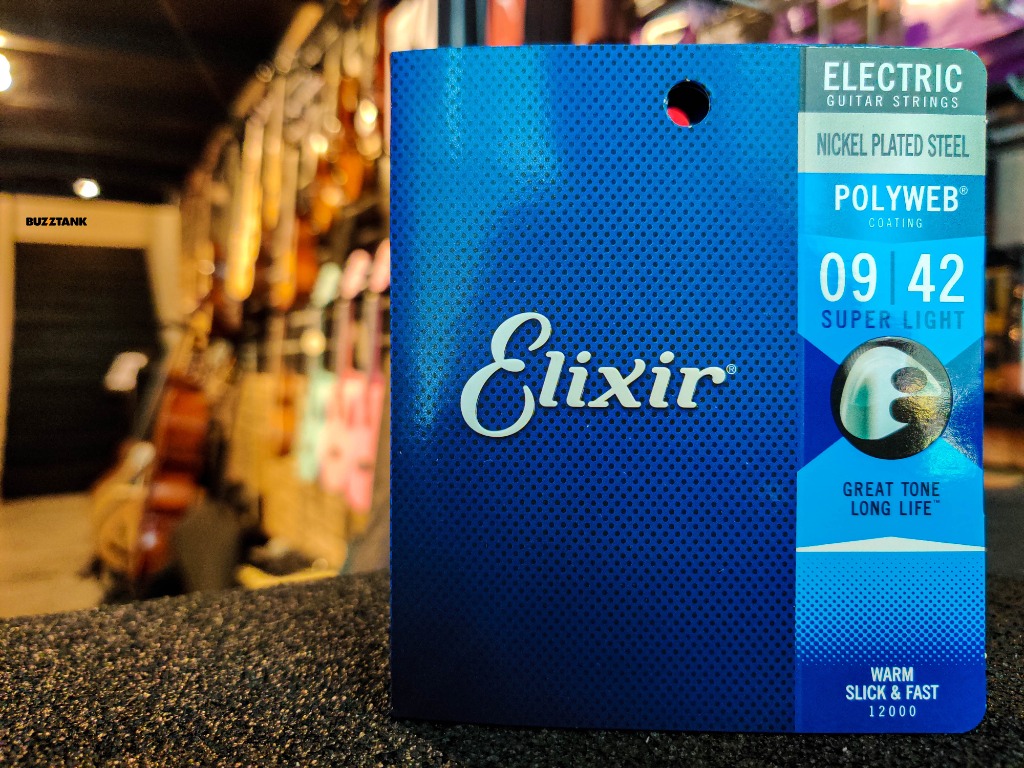 BUZZTANK
Elixir®
ELECTRIC
GUITAR STRINGS
NICKEL PLATED STEEL
POLYWEB®
COATING
09 | 42
SUPER LIGHT
GREAT TONE
LONG LIFE™
WARM
SLICK & FAST
12000